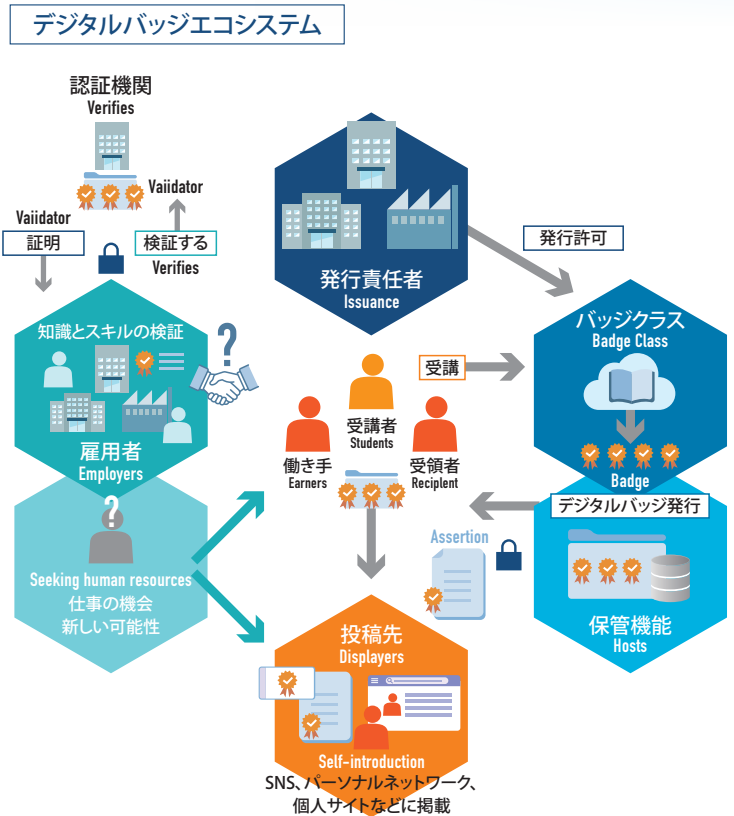 デジタルバッジエコシステム
認証機関
Verifies
Vaiidator
Vaiidator
証明
検証する
Verifies
発行責任者
Issuance
発行許可
知識とスキルの検証
?
雇用者
Employers
バッジクラス
Badge Class
Badge
受講
受講者
Students
働き手
Earners
受領者
Recipient
デジタルバッジ発行
Assertion
保管機能
Hosts
?
Seeking human resources
仕事の機会
新しい可能性
投稿先
Displayers
Self-introduction
SNS、パーソナルネットワーク、
個人サイトなどに掲載